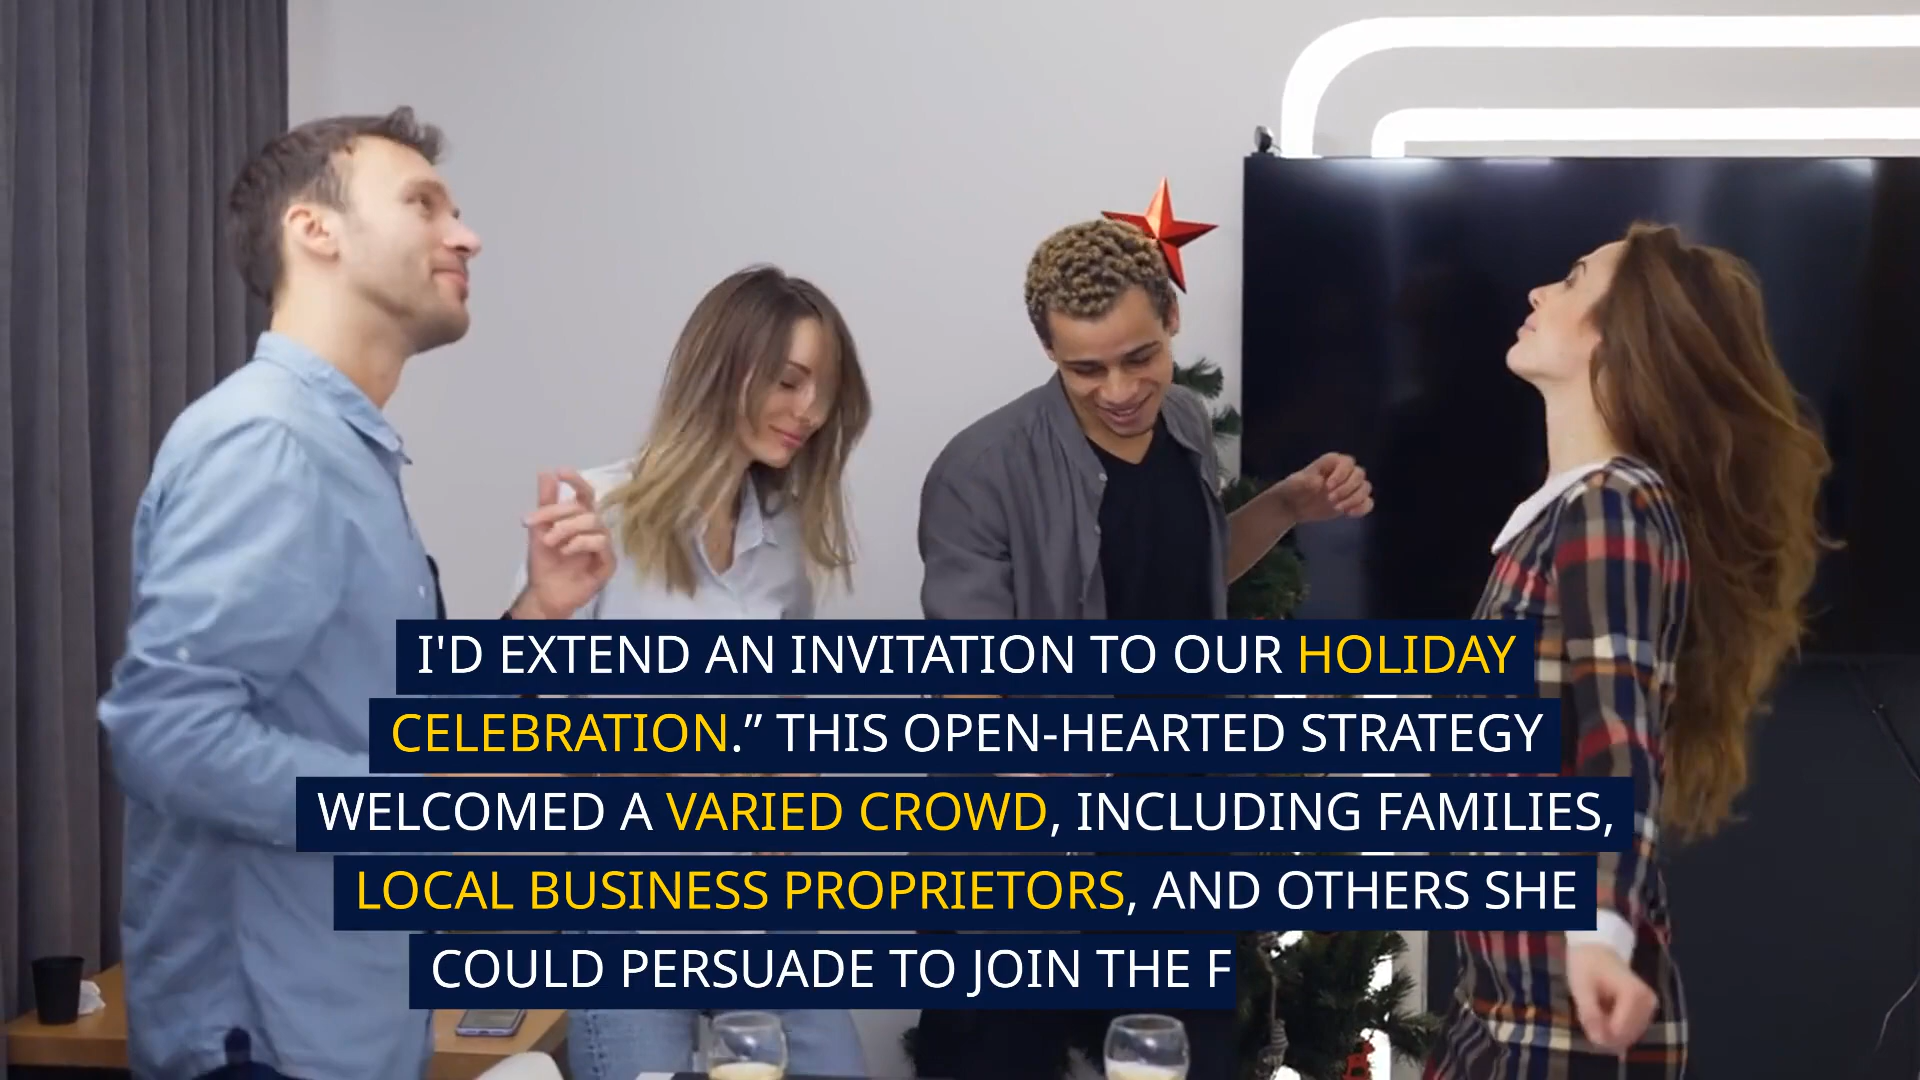 I'D EXTEND AN INVITATION TO OUR HOLIDAY
CELEBRATION.” THIS OPEN-HEARTED STRATEGY
WELCOMED A VARIED CROWD, INCLUDING FAMILIES,
LOCAL BUSINESS PROPRIETORS, AND OTHERS SHE
COULD PERSUADE TO JOIN THE F